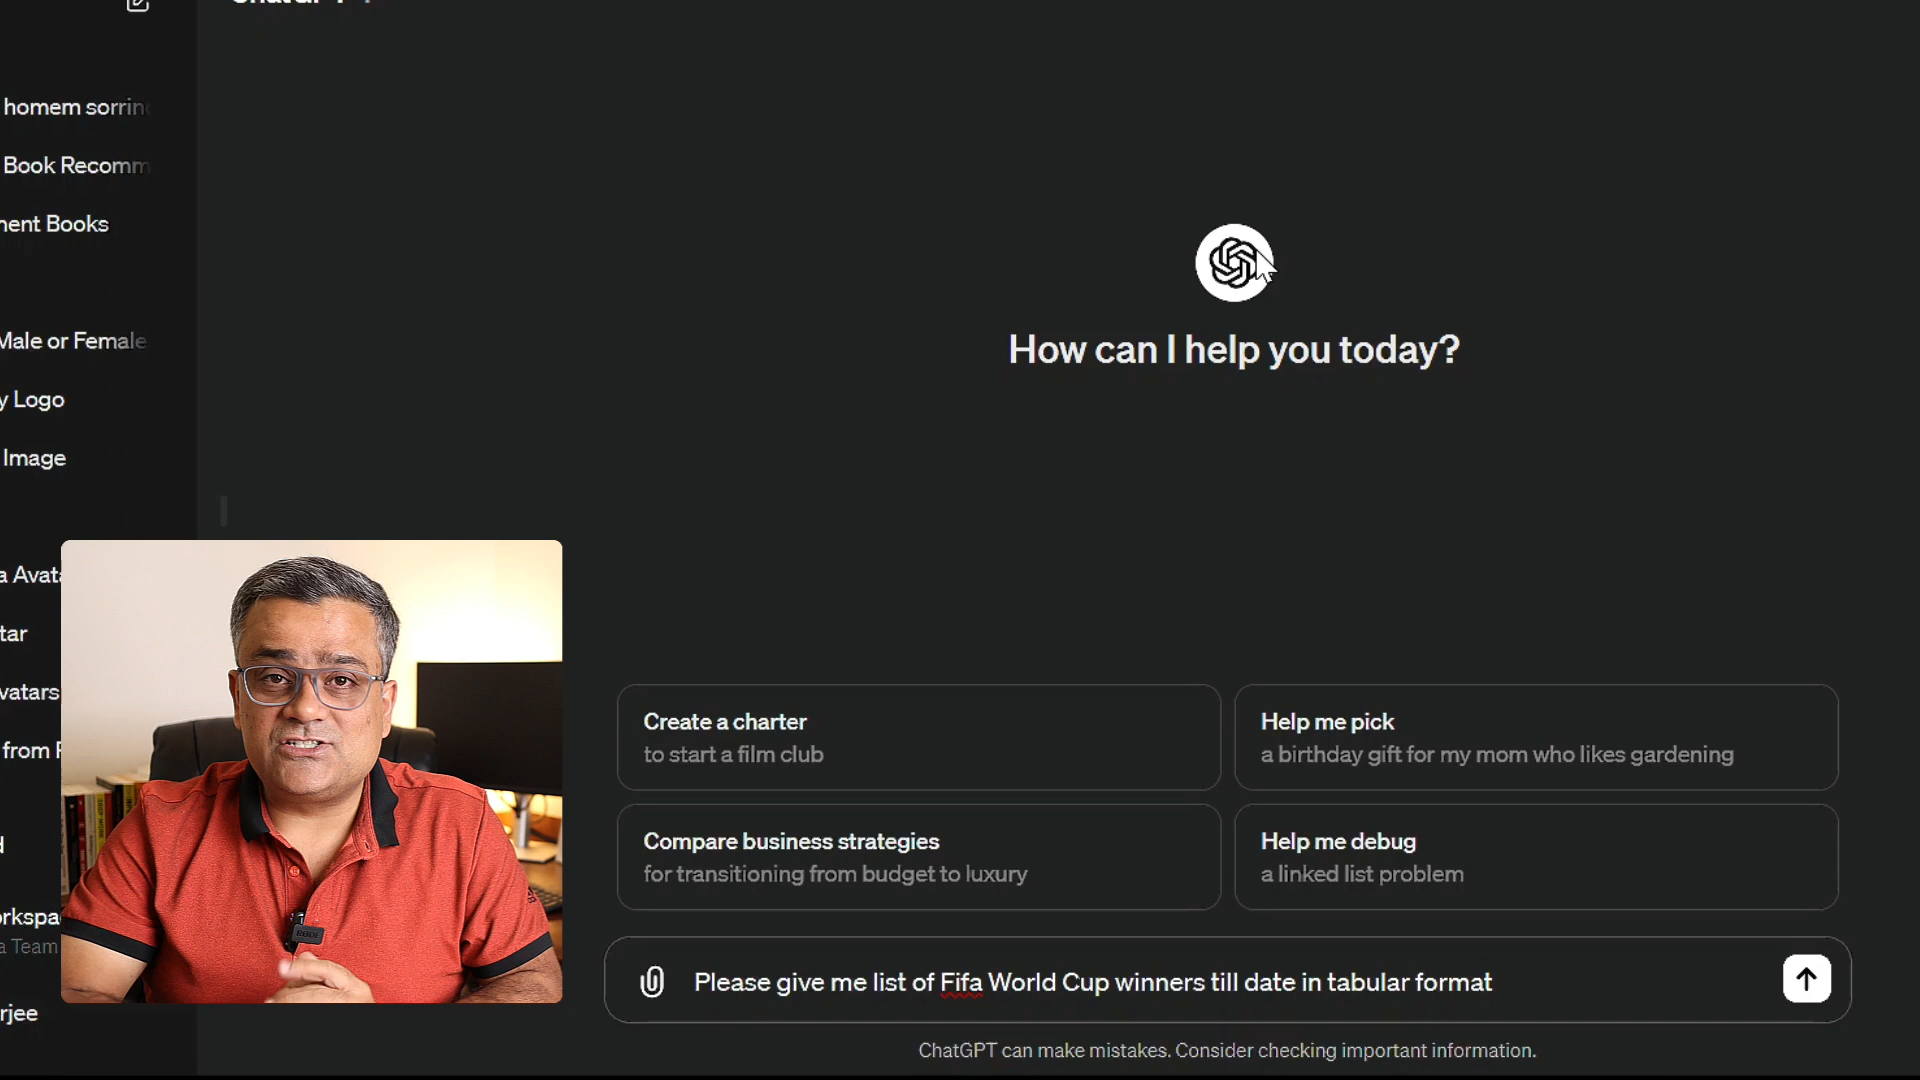 homem sorrin
Book Recomm
ent Books
Male or Female
y Logo
Image
a Avat
tar
vatars
from
orkspa
a Team
rjee
How can I help you today?
Create a charter
to start a film club
Help me pick
a birthday gift for my mom who likes gardening
Compare business strategies
for transitioning from budget to luxury
Help me debug
a linked list problem
Please give me list of Fifa World Cup winners till date in tabular format
ChatGPT can make mistakes. Consider checking important information.
RODE